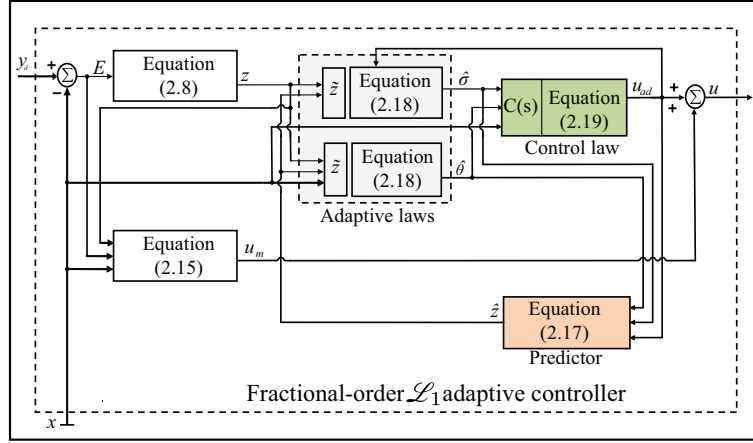 y_d
+
Σ
−
E
Equation
(2.8)
z
z̃
Equation
(2.18)
σ̂
C(s)
Equation
(2.19)
Control law
u_ad
+
+
Σ
u
z̃
Equation
(2.18)
θ̂
Adaptive laws
Equation
(2.15)
u_m
ẑ
Equation
(2.17)
Predictor
Fractional-order ℒ1 adaptive controller
x